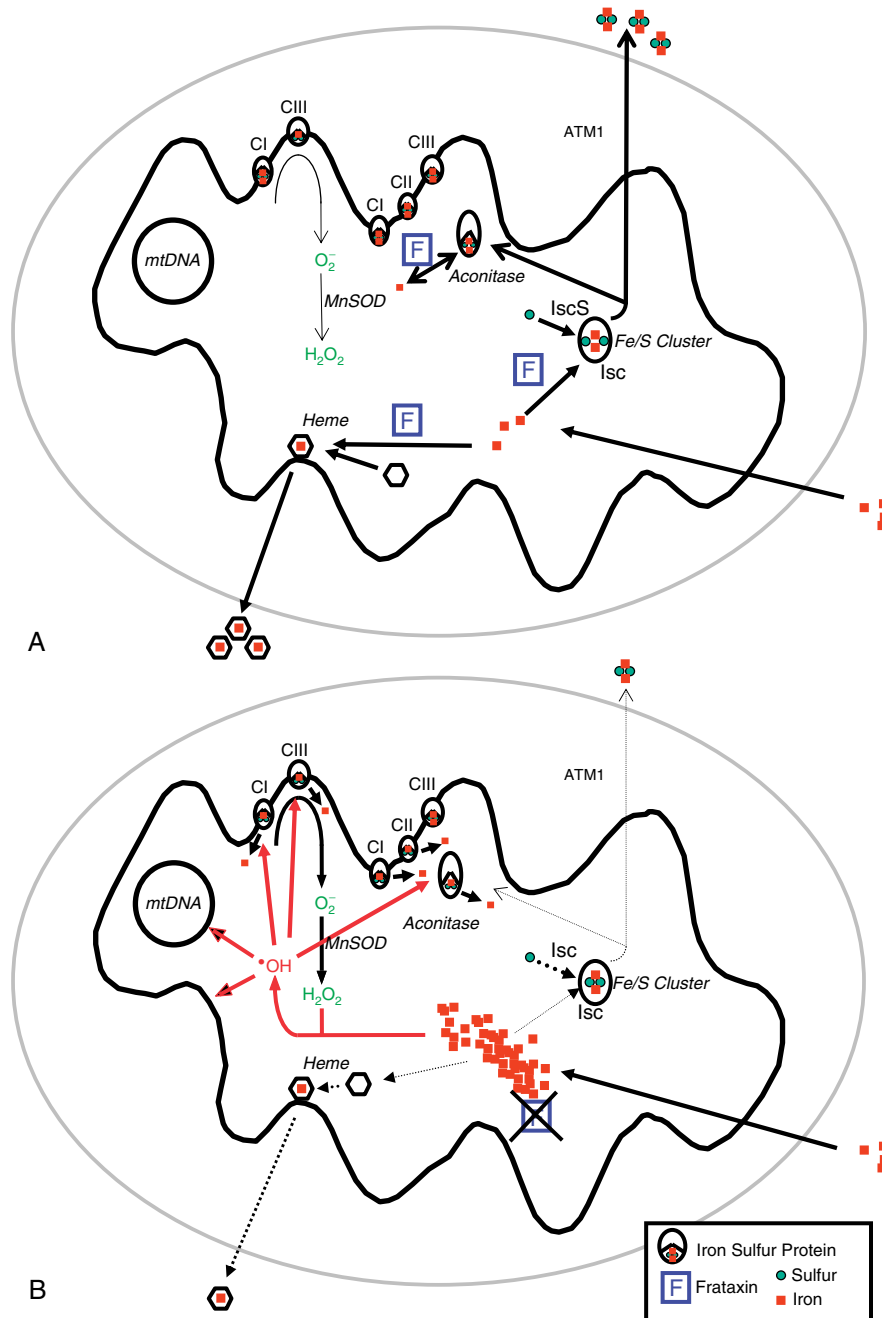 ATM1
CIII
CI
CIII
CII
CI
F
mtDNA
O₂⁻
Aconitase
MnSOD
IscS
H₂O₂
Fe/S Cluster
F
Isc
Heme
F
A
ATM1
CIII
CIII
CI
CII
CI
mtDNA
O₂⁻
Aconitase
MnSOD
Isc
•OH
H₂O₂
Fe/S Cluster
Isc
Heme
F
B
Iron Sulfur Protein
F Frataxin
Sulfur
Iron